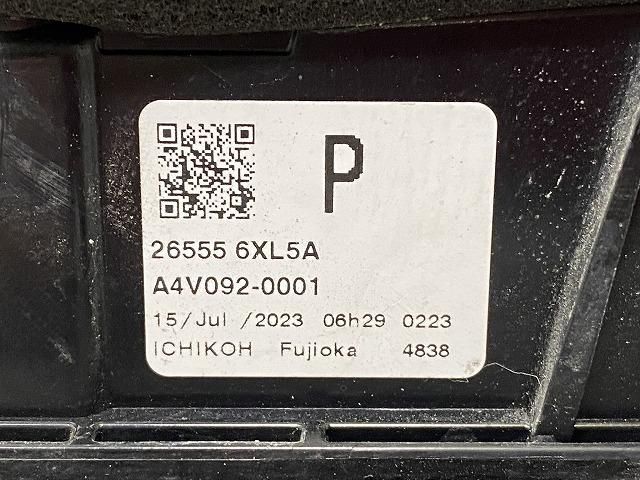 P
26555 6XL5A
A4V092-0001
15/Jul /2023 06h29 0223
ICHIKOH Fujioka 4838